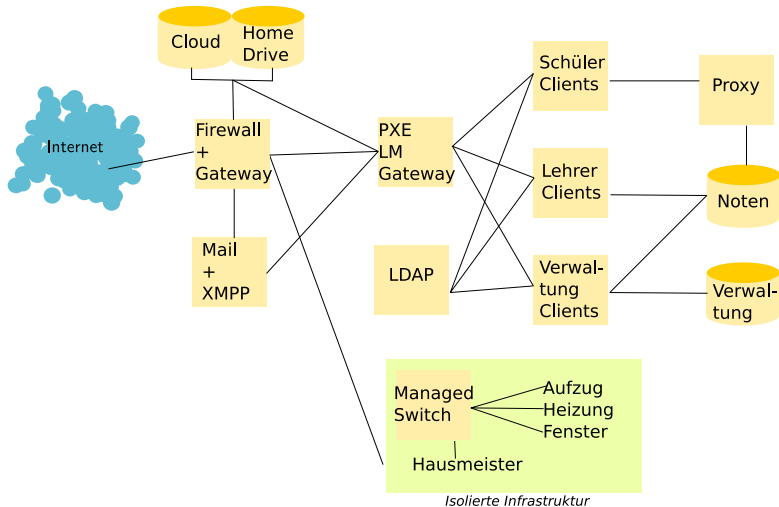 Cloud
Home
Drive
Internet
Firewall
+
Gateway
PXE
LM
Gateway
Schüler
Clients
Proxy
Lehrer
Clients
Noten
Mail
+
XMPP
LDAP
Verwal-
tung
Clients
Verwal-
tung
Managed
Switch
Aufzug
Heizung
Fenster
Hausmeister
Isolierte Infrastruktur